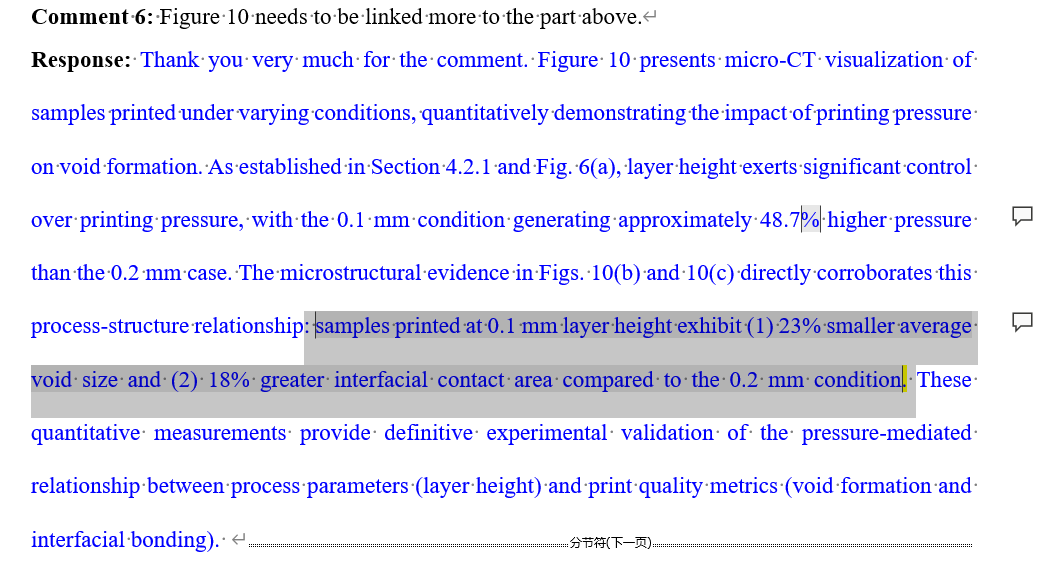 Comment 6: Figure 10 needs to be linked more to the part above.
Response: Thank you very much for the comment. Figure 10 presents micro-CT visualization of
samples printed under varying conditions, quantitatively demonstrating the impact of printing pressure
on void formation. As established in Section 4.2.1 and Fig. 6(a), layer height exerts significant control
over printing pressure, with the 0.1 mm condition generating approximately 48.7% higher pressure
than the 0.2 mm case. The microstructural evidence in Figs. 10(b) and 10(c) directly corroborates this
process-structure relationship: samples printed at 0.1 mm layer height exhibit (1) 23% smaller average
void size and (2) 18% greater interfacial contact area compared to the 0.2 mm condition. These
quantitative measurements provide definitive experimental validation of the pressure-mediated
relationship between process parameters (layer height) and print quality metrics (void formation and
interfacial bonding). 分节符(下一页)